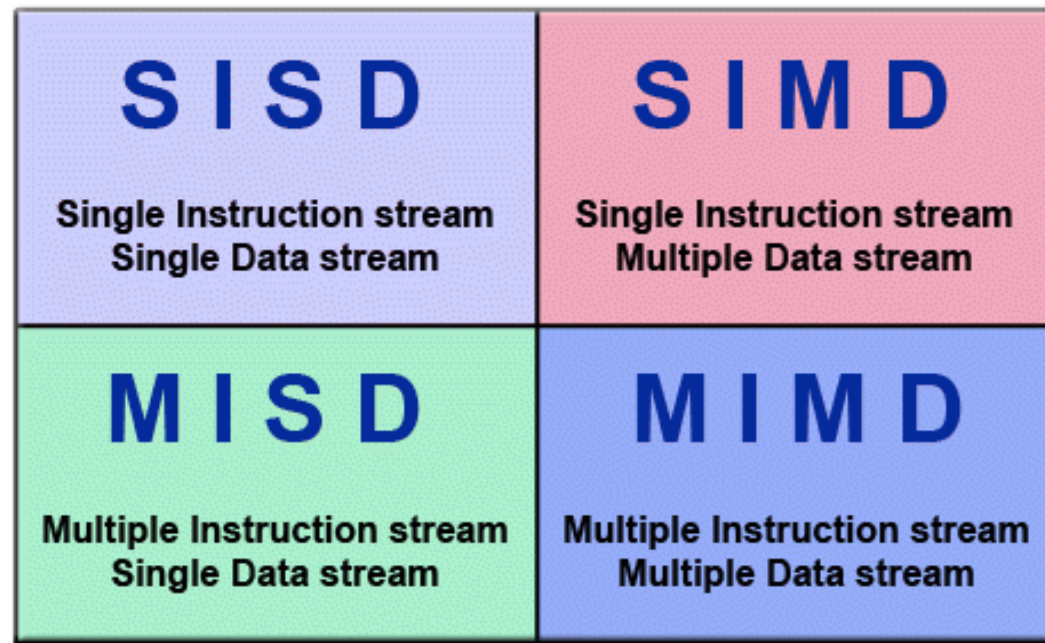 S I S D
Single Instruction stream
Single Data stream
S I M D
Single Instruction stream
Multiple Data stream
M I S D
Multiple Instruction stream
Single Data stream
M I M D
Multiple Instruction stream
Multiple Data stream